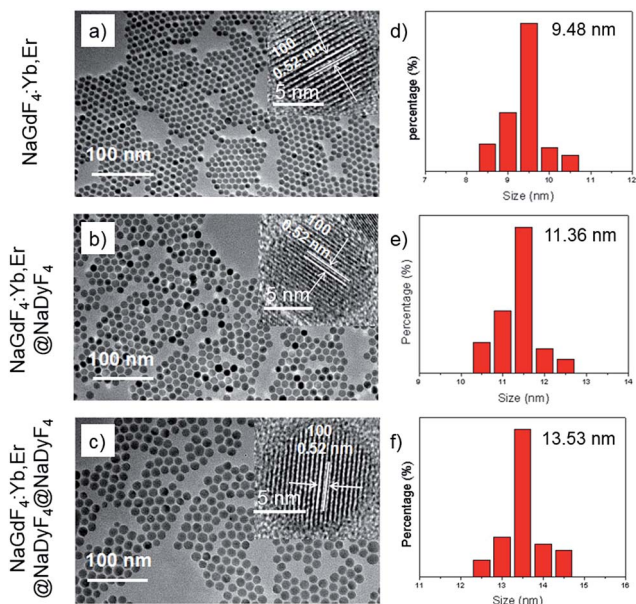 NaGdF₄:Yb,Er
a)
100
0.52 nm
5 nm
100 nm
d)
9.48 nm
percentage (%)
7 8 9 10 11 12
Size (nm)
NaGdF₄:Yb,Er
@NaDyF₄
b)
100
0.52nm
5 nm
100 nm
e)
11.36 nm
Percentage (%)
9 10 11 12 13 14
Size (nm)
NaGdF₄:Yb,Er
@NaDyF₄@NaDyF₄
c)
100
0.52 nm
5 nm
100 nm
f)
13.53 nm
Percentage (%)
11 12 13 14 15 16
Size (nm)